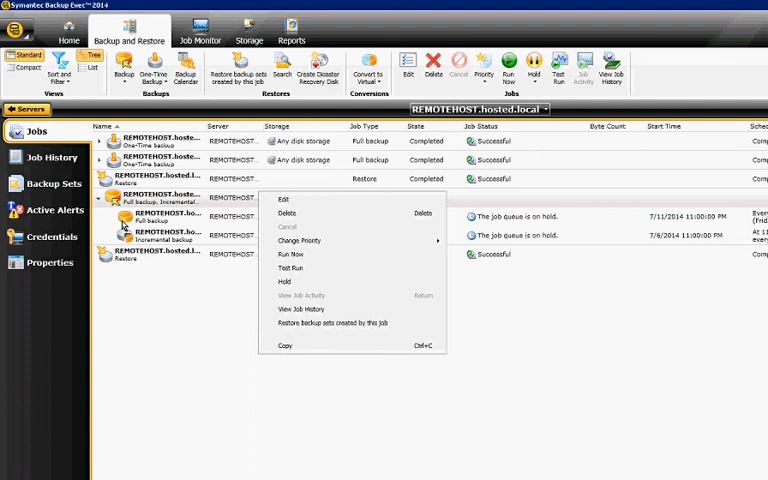 Symantec Backup Exec™ 2014
Home
Backup and Restore
Job Monitor
Storage
Reports
Standard
Compact
Sort and Filter
Tree
List
Views
Backup
One-Time Backup
Backup Calendar
Backups
Restore backup sets created by this job
Search
Create Disaster Recovery Disk
Restores
Convert to Virtual
Conversions
Edit
Delete
Cancel
Priority
Run Now
Hold
Test Run
Job Activity
View Job History
Jobs
Servers
REMOTEHOST.hosted.local
Jobs
Job History
Backup Sets
Active Alerts
Credentials
Properties
Name Server Storage Job Type State Job Status Byte Count Start Time Sched
REMOTEHOST.hoste... REMOTEHOST... Any disk storage Full backup Completed Successful Comp
One-Time backup
REMOTEHOST.hoste... REMOTEHOST... Any disk storage Full backup Completed Successful Comp
One-Time backup
REMOTEHOST.hosted.l... REMOTEHOST... Restore Completed Successful Comp
Restore
REMOTEHOST.hoste... REMOTEHOST...
Full backup, Incremental...
REMOTEHOST.ho... REMOTEHOST... The job queue is on hold. 7/11/2014 11:00:00 PM Every
Full backup (Frida
REMOTEHOST.ho... REMOTEHOST... The job queue is on hold. 7/6/2014 11:00:00 PM At 11
Incremental backup every
REMOTEHOST.hosted.l... REMOTEHOST... Successful Comp
Restore
Edit
Delete Delete
Cancel
Change Priority
Run Now
Test Run
Hold
View Job Activity Return
View Job History
Restore backup sets created by this job
Copy Ctrl+C